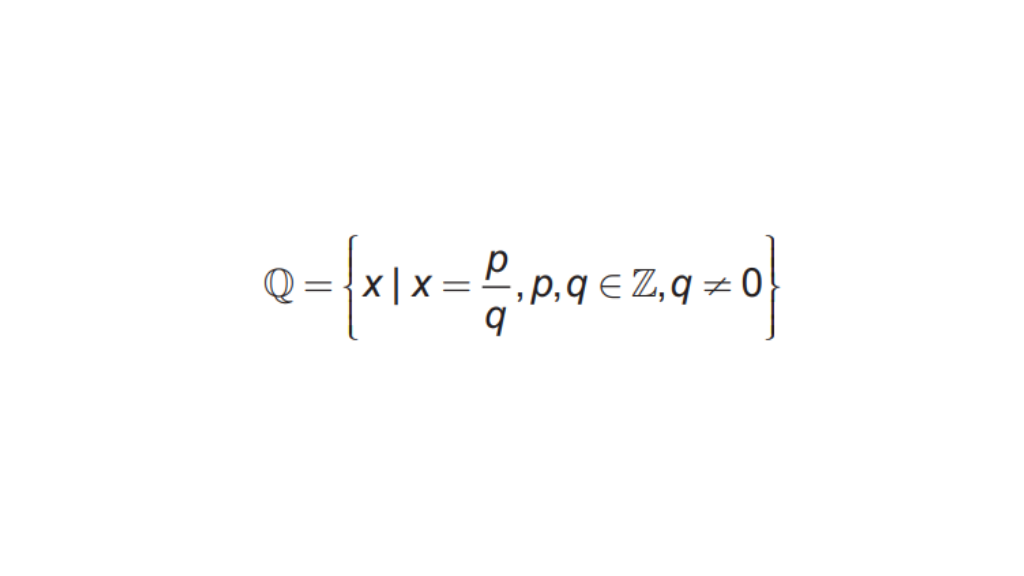 ℚ = { x | x = p/q, p, q ∈ ℤ, q ≠ 0 }